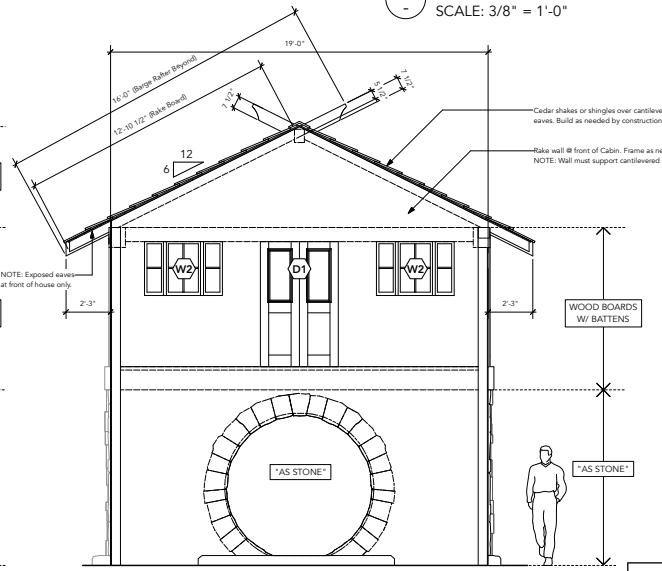 -
SCALE: 3/8" = 1'-0"
19'-0"
16'-0" (Barge Rafter Beyond)
12'-10 1/2" (Rake Board)
7 1/2"
5 1/2"
7 1/2"
12
6
Cedar shakes or shingles over cantileve
eaves. Build as needed by construction
Rake wall @ front of Cabin. Frame as ne
NOTE: Wall must support cantilevered
W2
D1
W2
NOTE: Exposed eaves
at front of house only.
2'-3"
2'-3"
WOOD BOARDS
W/ BATTENS
"AS STONE"
"AS STONE"